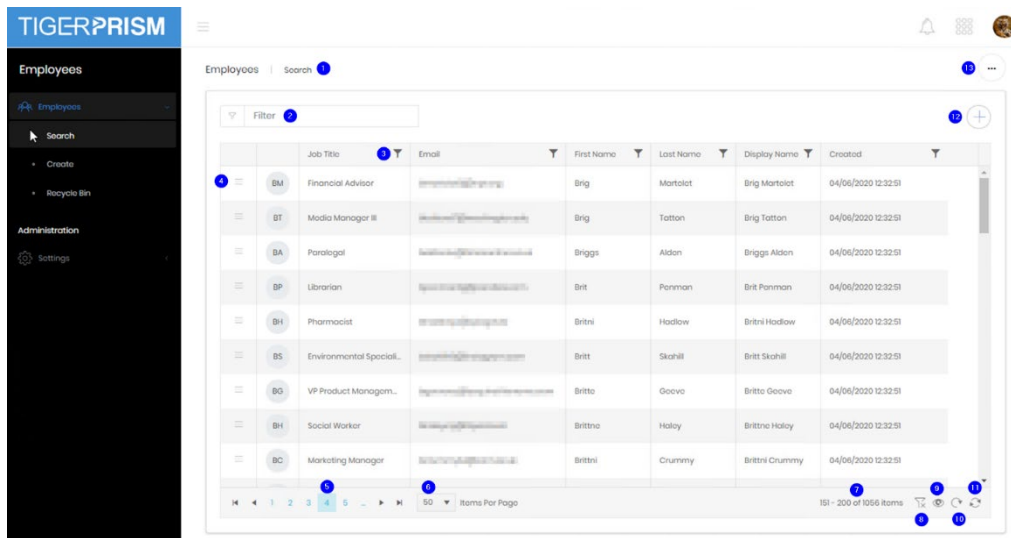 TIGERPRISM
Employees
Employees | Search 1
13 ...
Employees
Search
Create
Recycle Bin
Administration
Settings
Filter 2
12
Job Title 3 Email First Name Last Name Display Name Created
4 BM Financial Advisor Brig Martelet Brig Martelet 04/06/2020 12:32:51
BT Media Manager III Brig Tatton Brig Tatton 04/06/2020 12:32:51
BA Paralegal Briggs Alden Briggs Alden 04/06/2020 12:32:51
BP Librarian Brit Penman Brit Penman 04/06/2020 12:32:51
BH Pharmacist Britni Hadlow Britni Hadlow 04/06/2020 12:32:51
BS Environmental Speciali... Britt Skahill Britt Skahill 04/06/2020 12:32:51
BG VP Product Managem... Britte Geeve Britte Geeve 04/06/2020 12:32:51
BH Social Worker Brittne Haley Brittne Haley 04/06/2020 12:32:51
BC Marketing Manager Brittni Crummy Brittni Crummy 04/06/2020 12:32:51
5 6 7 9 11
1 2 3 4 5 ... 50 Items Per Page 151 - 200 of 1056 items
8 10